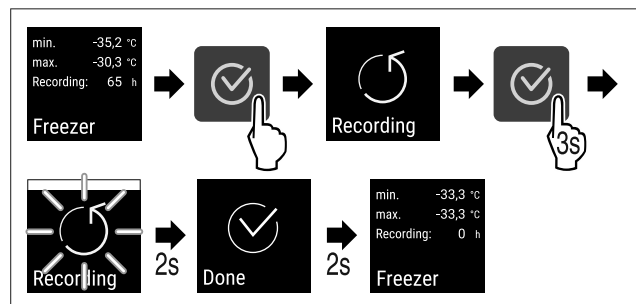 min. -35,2 °C
max. -30,3 °C
Recording: 65 h
Freezer
Recording
3s
Recording
2s
Done
2s
min. -33,3 °C
max. -33,3 °C
Recording: 0 h
Freezer